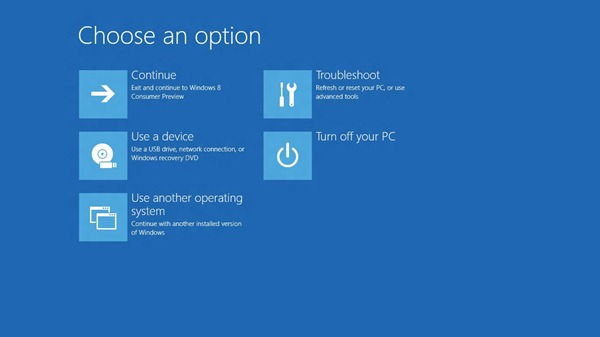 Choose an option
Continue
Exit and continue to Windows 8
Consumer Preview
Troubleshoot
Refresh or reset your PC, or use
advanced tools
Use a device
Use a USB drive, network connection, or
Windows recovery DVD
Turn off your PC
Use another operating
system
Continue with another installed version
of Windows